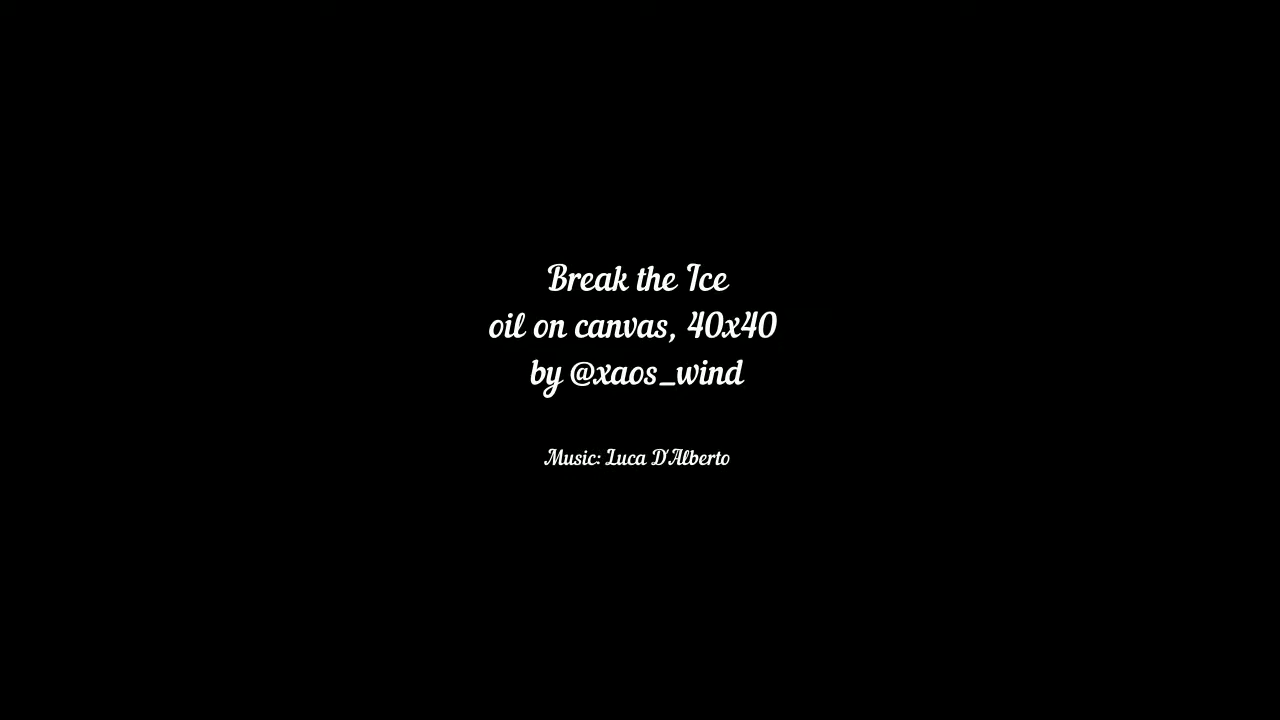 Break the Ice
oil on canvas, 40x40
by @xaos_wind
Music: Luca D'Alberto